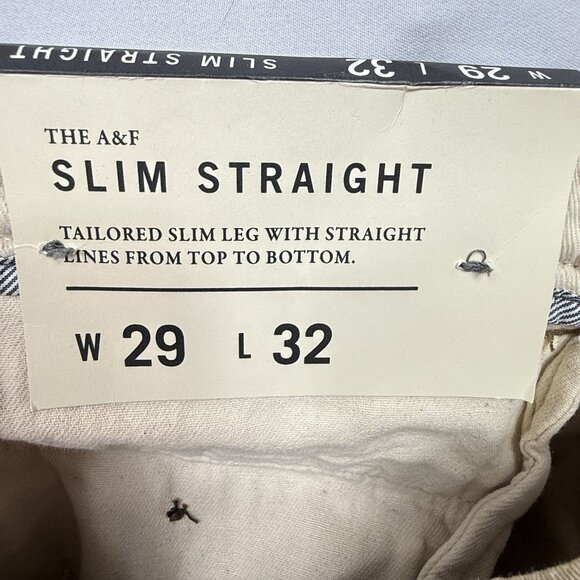 SLIM STRAIGHT W 29 L 32
THE A&F
SLIM STRAIGHT
TAILORED SLIM LEG WITH STRAIGHT
LINES FROM TOP TO BOTTOM.
W 29 L 32